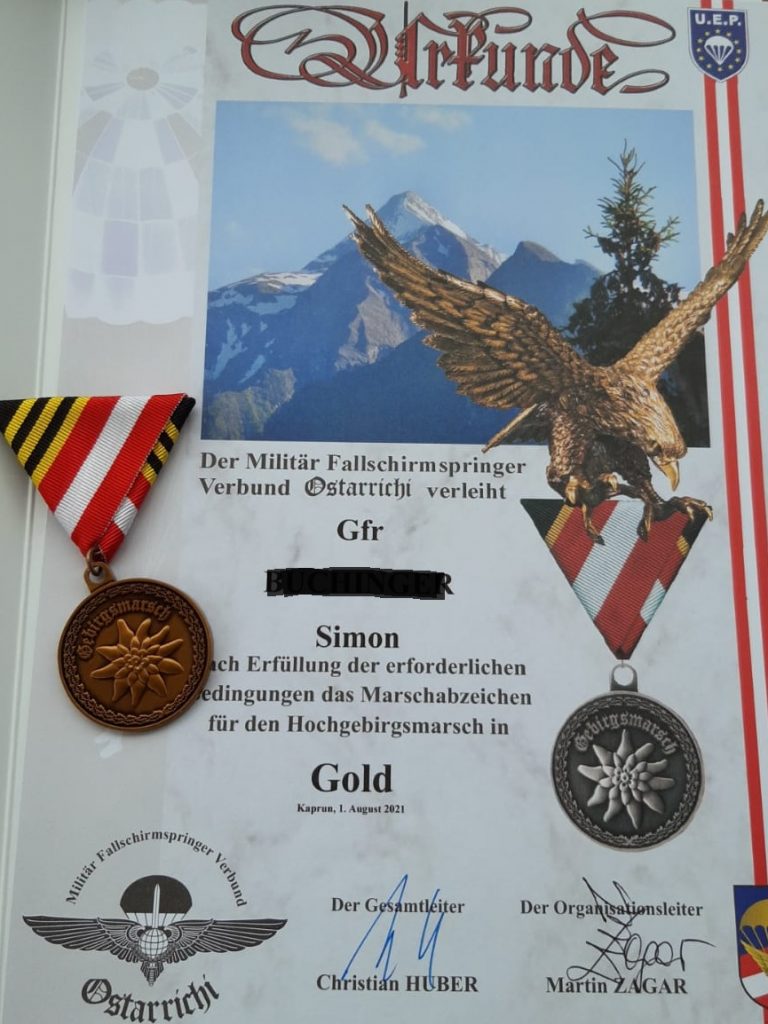 Urkunde
U.E.P.
Der Militär Fallschirmspringer
Verbund Ostarrichi verleiht
Gfr
Simon
ach Erfüllung der erforderlichen
edingungen das Marschabzeichen
für den Hochgebirgsmarsch in
Gold
Kaprun, 1. August 2021
Gebirgsmarsch
Gebirgsmarsch
Militär Fallschirmspringer Verbund
Ostarrichi
Der Gesamtleiter
Christian HUBER
Der Organisationsleiter
Zagar
Martin ZAGAR